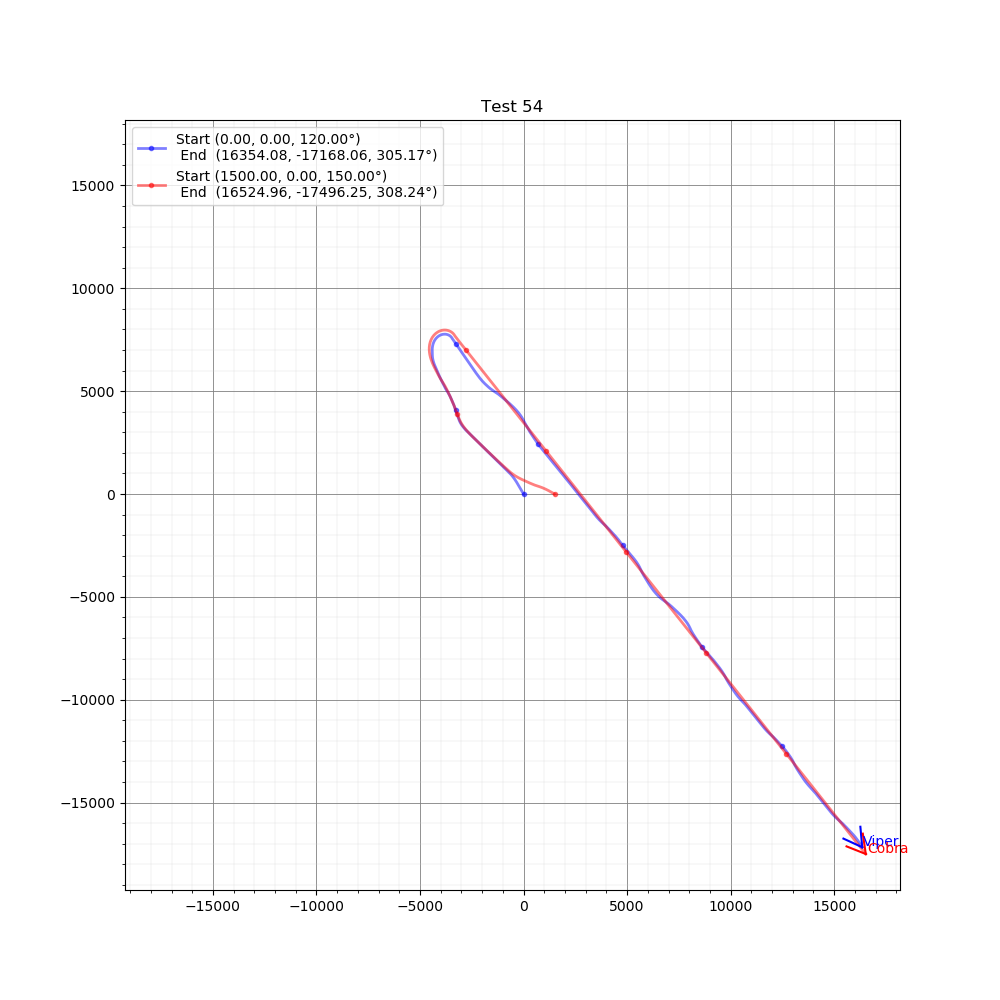 Test 54
Start (0.00, 0.00, 120.00°)
End (16354.08, -17168.06, 305.17°)
Start (1500.00, 0.00, 150.00°)
End (16524.96, -17496.25, 308.24°)
15000
10000
5000
0
−5000
−10000
−15000
Viper
Cobra
−15000 −10000 −5000 0 5000 10000 15000